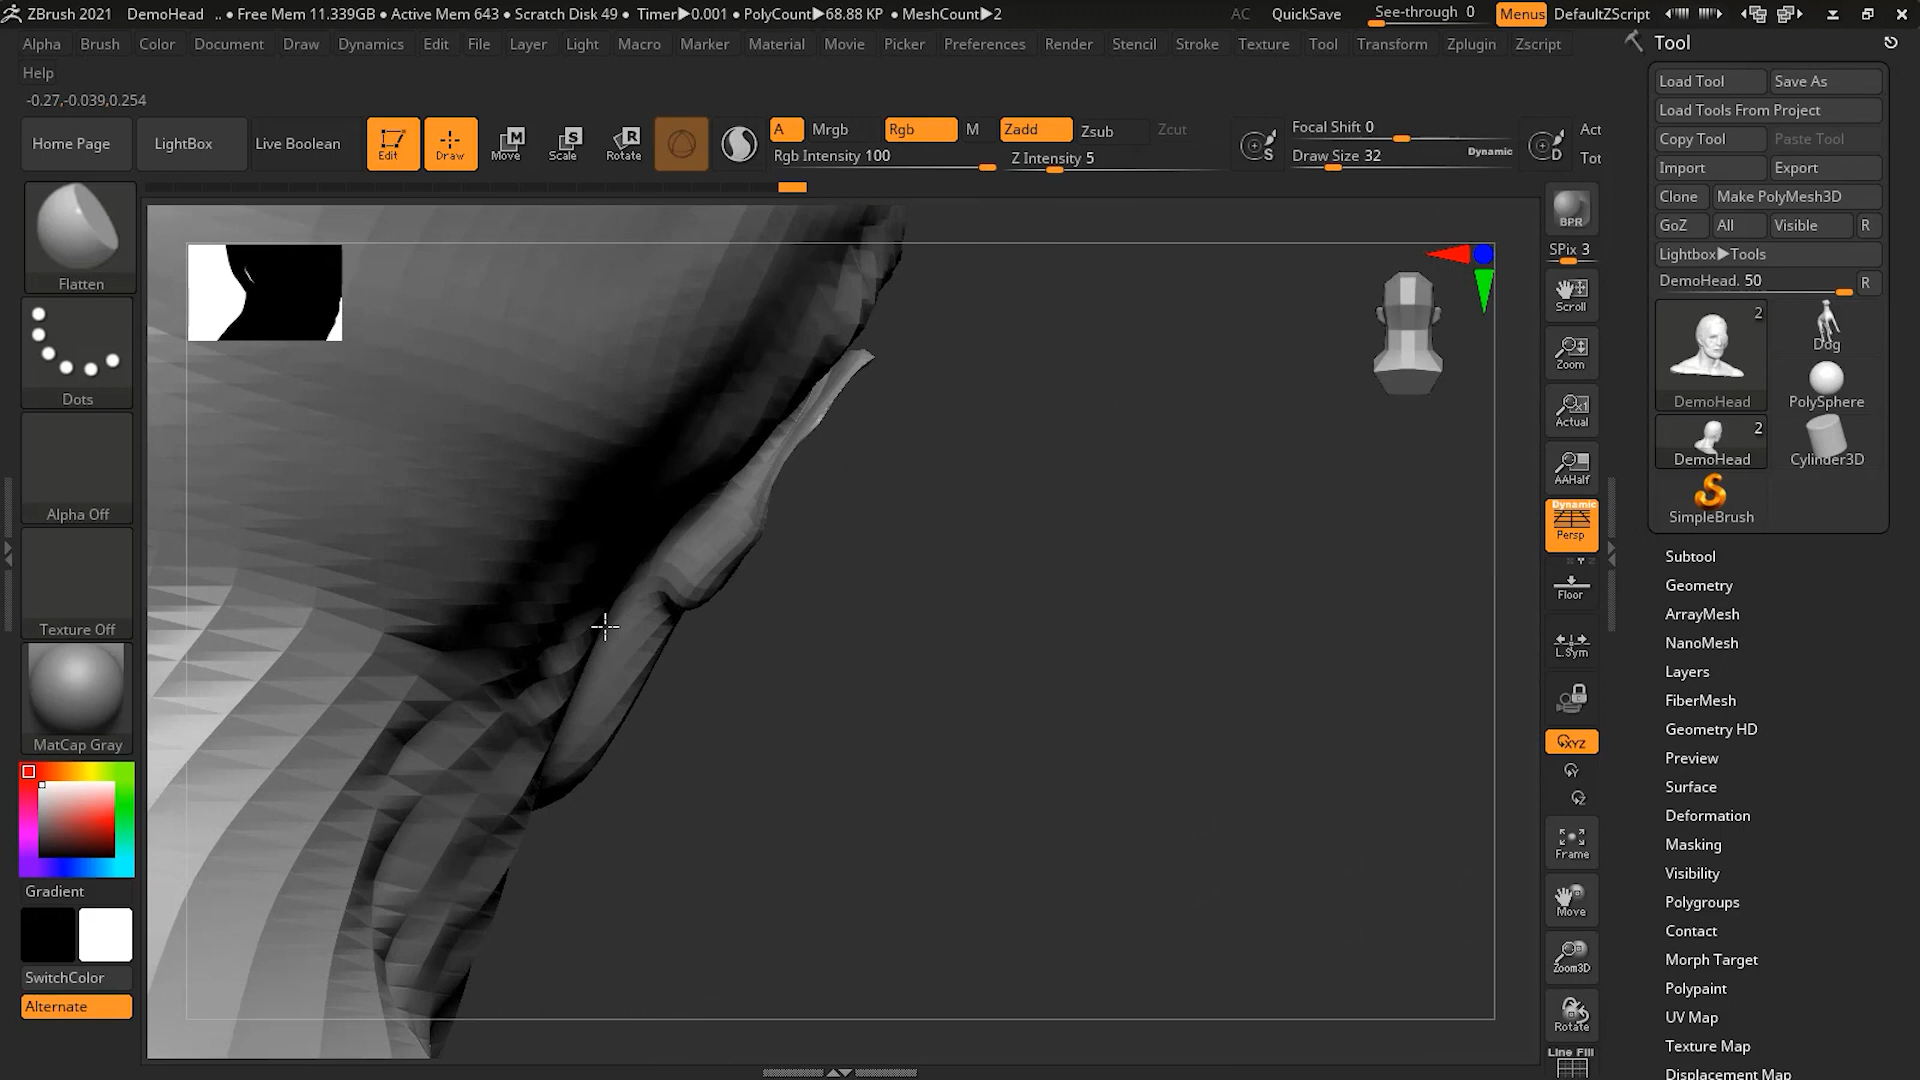 ZBrush 2021 DemoHead .. • Free Mem 11.339GB • Active Mem 643 • Scratch Disk 49 • Timer▶0.001 • PolyCount▶68.88 KP • MeshCount▶2 AC QuickSave See-through 0 Menus DefaultZScript
Alpha Brush Color Document Draw Dynamics Edit File Layer Light Macro Marker Material Movie Picker Preferences Render Stencil Stroke Texture Tool Transform Zplugin Zscript
Help
-0.27,-0.039,0.254
Home Page LightBox Live Boolean Edit Draw Move Scale Rotate
M S R
A Mrgb Rgb M Zadd Zsub Zcut
Rgb Intensity 100 Z Intensity 5
S Focal Shift 0
Draw Size 32 Dynamic
D Act
Tot
Flatten
Dots
Alpha Off
Texture Off
MatCap Gray
Gradient
SwitchColor
Alternate
BPR
SPix 3
Scroll
Zoom
Actual
AAHalf
Dynamic
Persp
Floor
L.Sym
XYZ
Y
Z
Frame
Move
Zoom3D
Rotate
Line Fill
Tool
Load Tool Save As
Load Tools From Project
Copy Tool Paste Tool
Import Export
Clone Make PolyMesh3D
GoZ All Visible R
Lightbox▶Tools
DemoHead. 50 R
2
DemoHead
Dog
PolySphere
2
DemoHead
Cylinder3D
SimpleBrush
Subtool
Geometry
ArrayMesh
NanoMesh
Layers
FiberMesh
Geometry HD
Preview
Surface
Deformation
Masking
Visibility
Polygroups
Contact
Morph Target
Polypaint
UV Map
Texture Map
Displacement Map